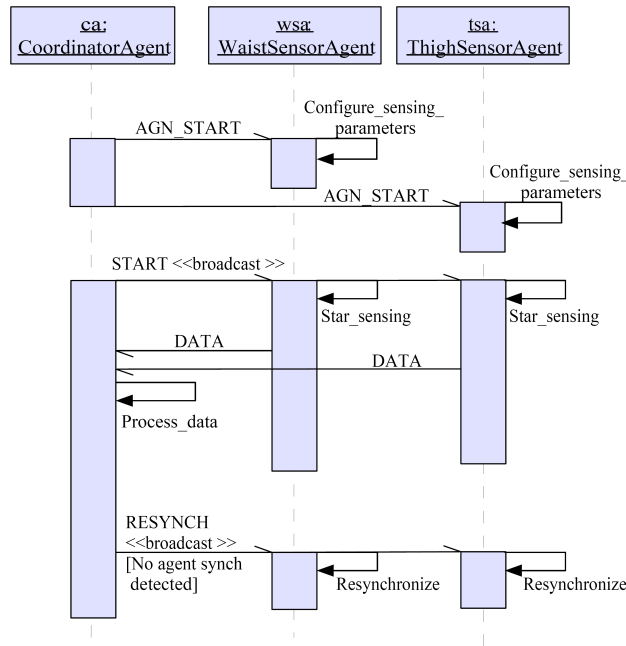 ca:
CoordinatorAgent
wsa:
WaistSensorAgent
tsa:
ThighSensorAgent
AGN_START
Configure_sensing_
parameters
AGN_START
Configure_sensing_
parameters
START <<broadcast >>
Star_sensing
Star_sensing
DATA
DATA
Process_data
RESYNCH
<<broadcast >>
[No agent synch
detected]
Resynchronize
Resynchronize